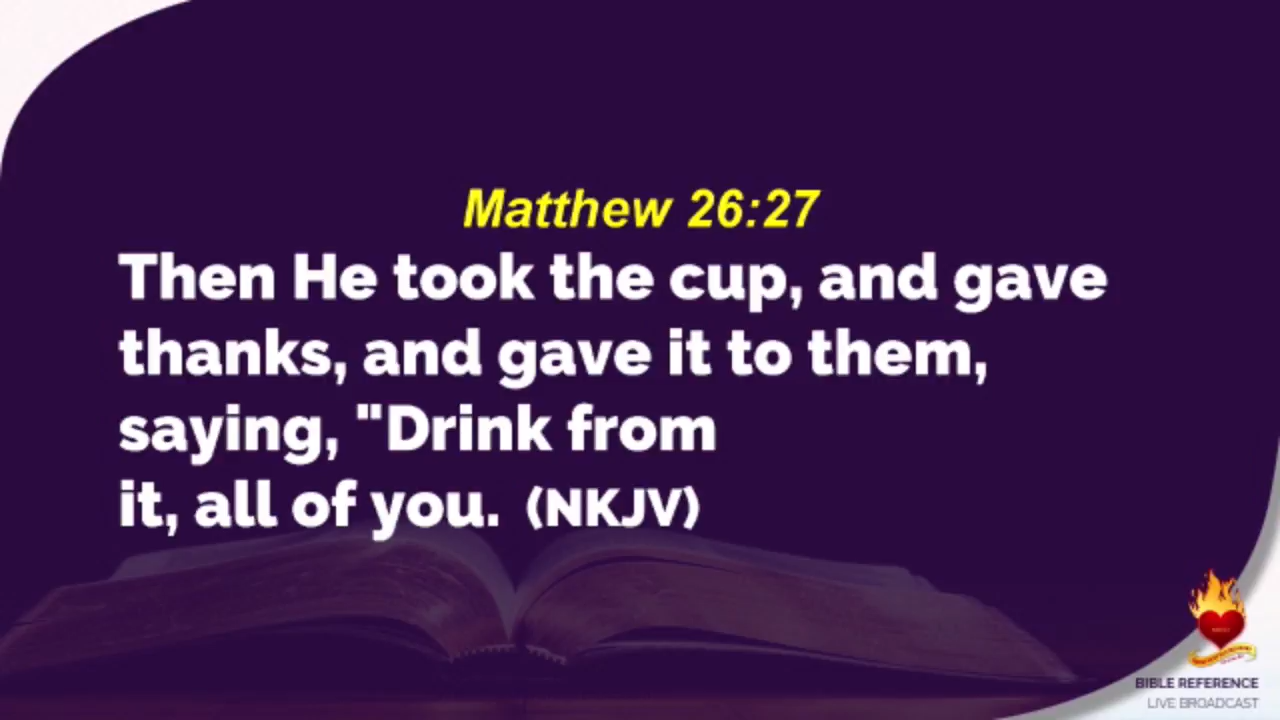 Matthew 26:27
Then He took the cup, and gave
thanks, and gave it to them,
saying, "Drink from
it, all of you. (NKJV)
BIBLE REFERENCE
LIVE BROADCAST